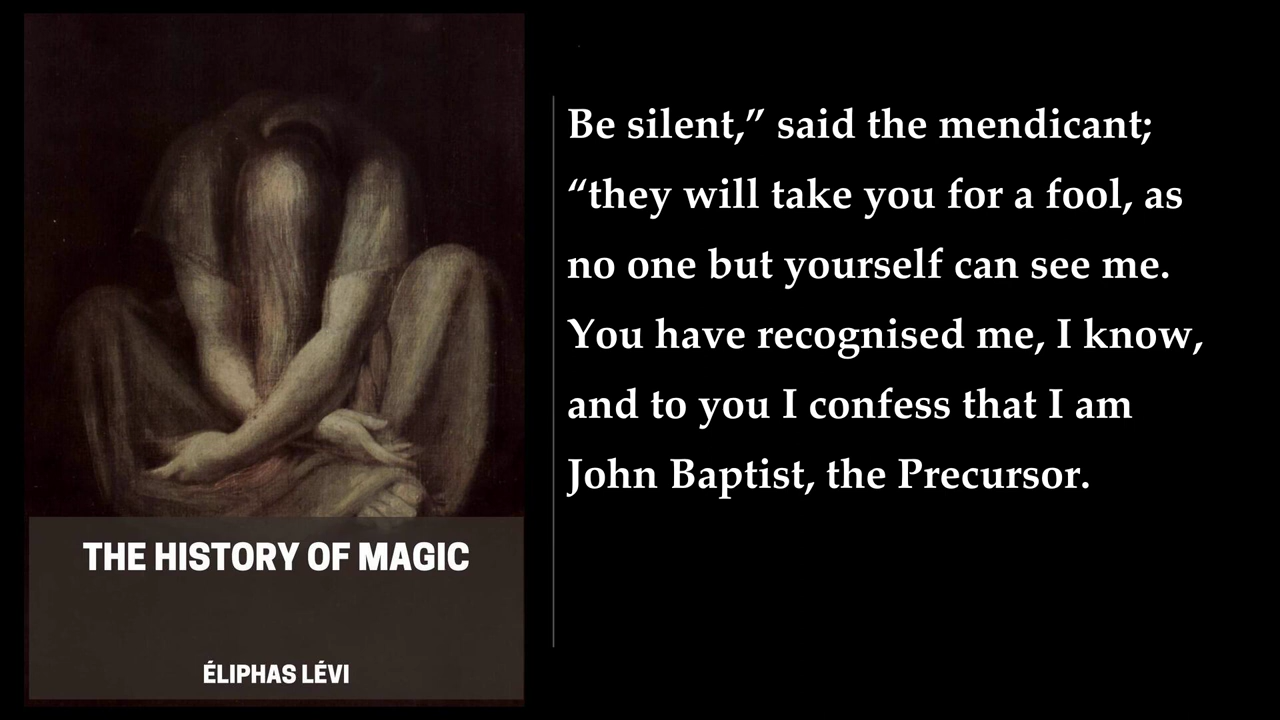 THE HISTORY OF MAGIC
ÉLIPHAS LÉVI
Be silent,” said the mendicant;
“they will take you for a fool, as
no one but yourself can see me.
You have recognised me, I know,
and to you I confess that I am
John Baptist, the Precursor.